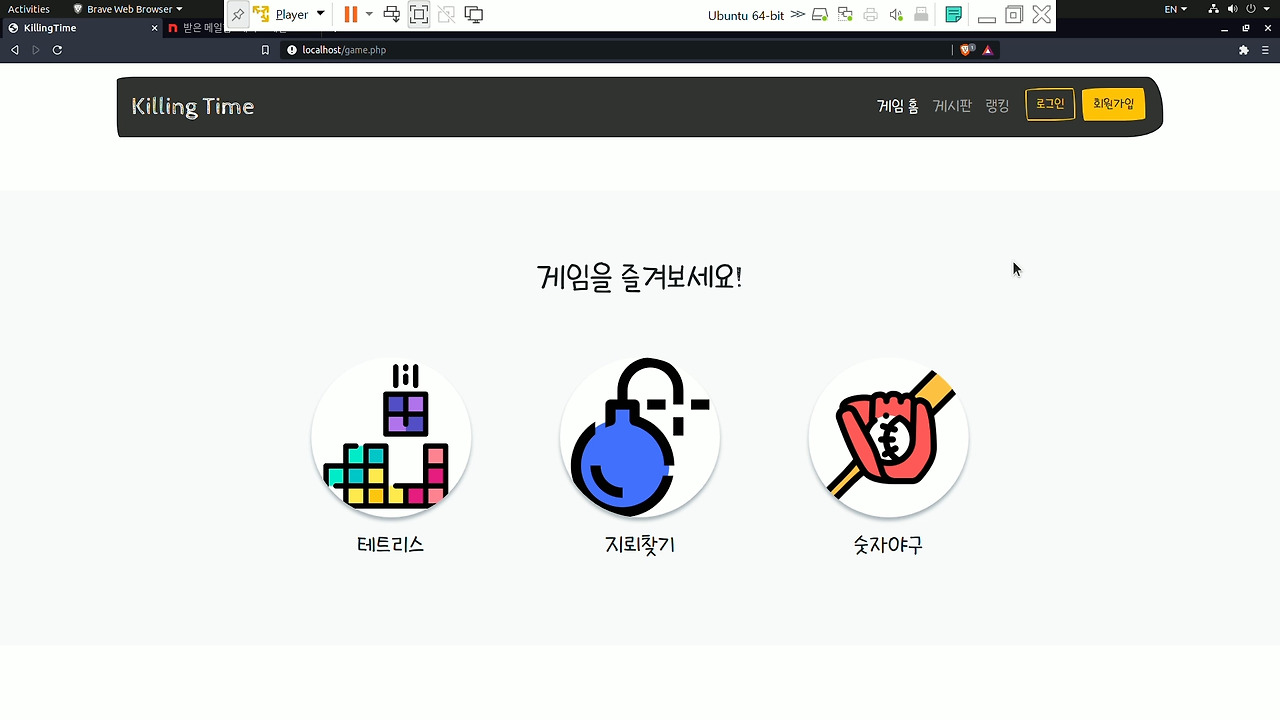 Activities
Brave Web Browser
Player
Ubuntu 64-bit
EN
KillingTime
받은메일
localhost/game.php
Killing Time
게임 홈
게시판
랭킹
로그인
회원가입
게임을 즐겨보세요!
테트리스
지뢰찾기
숫자야구